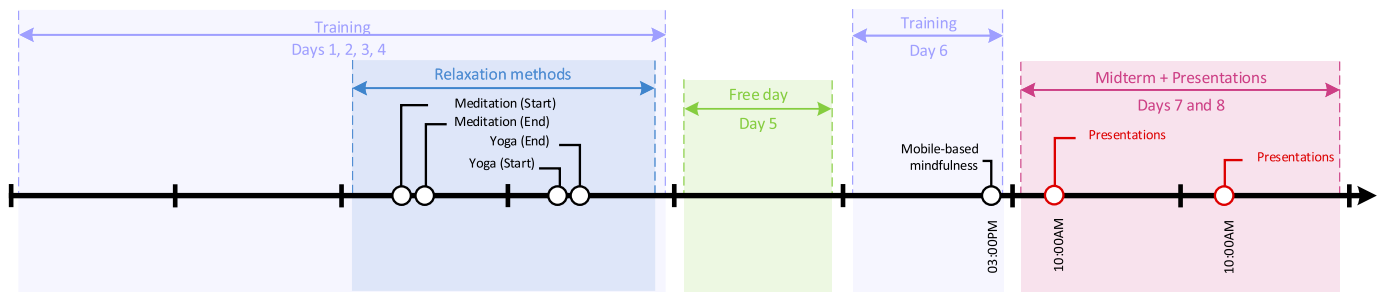 Training
Days 1, 2, 3, 4
Relaxation methods
Meditation (Start)
Meditation (End)
Yoga (End)
Yoga (Start)
Free day
Day 5
Training
Day 6
Mobile-based
mindfulness
03:00PM
Midterm + Presentations
Days 7 and 8
Presentations
10:00AM
Presentations
10:00AM